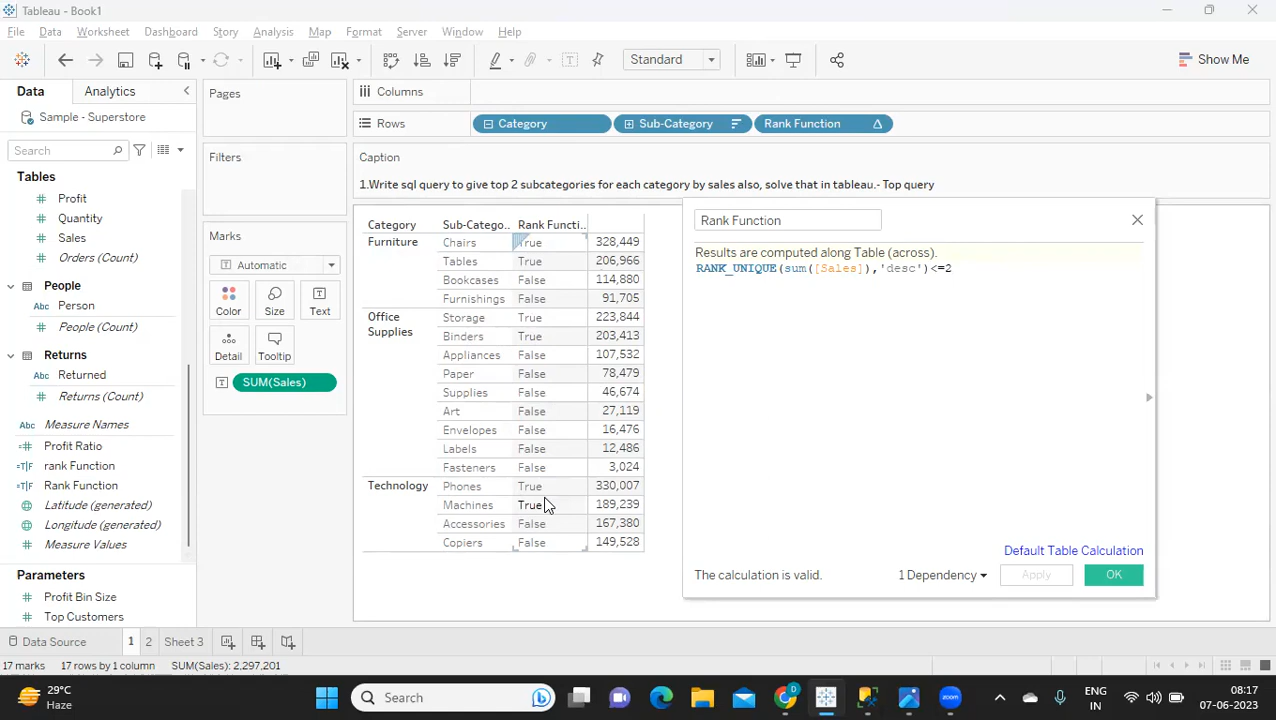 Tableau - Book1
File Data Worksheet Dashboard Story Analysis Map Format Server Window Help
Standard
Show Me
Data Analytics
Sample - Superstore
Search
Tables
Profit
Quantity
Sales
Orders (Count)
People
Abc Person
People (Count)
Returns
Abc Returned
Returns (Count)
Abc Measure Names
Profit Ratio
=T|F rank Function
=T|F Rank Function
Latitude (generated)
Longitude (generated)
Measure Values
Parameters
Profit Bin Size
Top Customers
Pages
Filters
Marks
Automatic
Color Size Text
Detail Tooltip
SUM(Sales)
Columns
Rows Category Sub-Category Rank Function
Caption
1.Write sql query to give top 2 subcategories for each category by sales also, solve that in tableau.- Top query
Category Sub-Catego.. Rank Functi..
Furniture Chairs True 328,449
Tables True 206,966
Bookcases False 114,880
Furnishings False 91,705
Office Supplies Storage True 223,844
Binders True 203,413
Appliances False 107,532
Paper False 78,479
Supplies False 46,674
Art False 27,119
Envelopes False 16,476
Labels False 12,486
Fasteners False 3,024
Technology Phones True 330,007
Machines True 189,239
Accessories False 167,380
Copiers False 149,528
Rank Function
Results are computed along Table (across).
RANK_UNIQUE(sum([Sales]),'desc')<=2
Default Table Calculation
The calculation is valid. 1 Dependency Apply OK
Data Source 1 2 Sheet 3
17 marks 17 rows by 1 column SUM(Sales): 2,297,201
29°C
Haze
Search
ENG
IN
08:17
07-06-2023